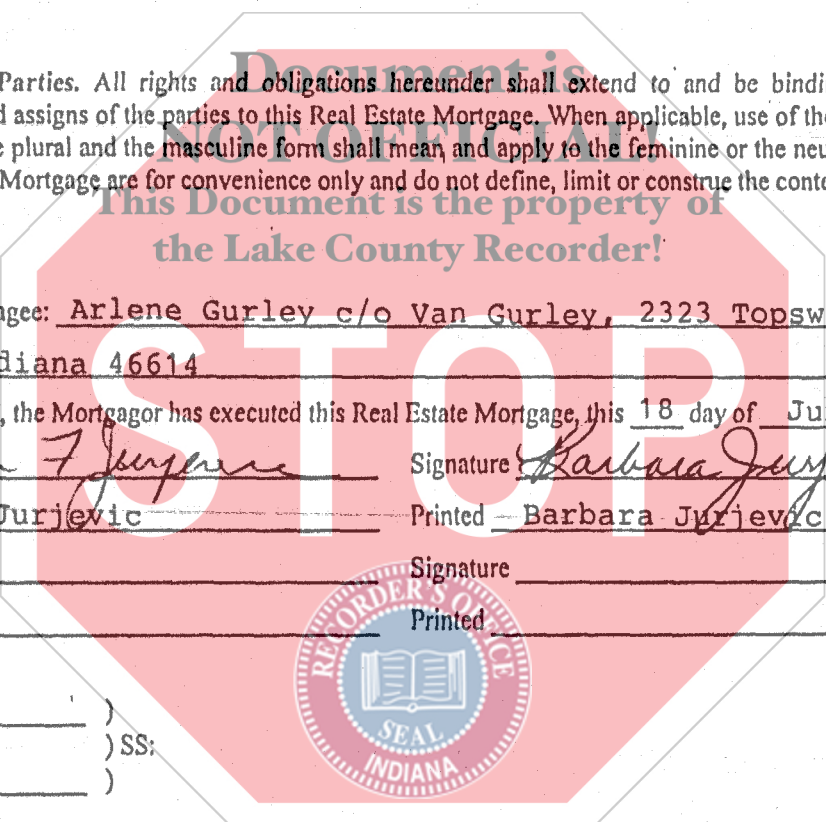 Document is
Parties. All rights and obligations hereunder shall extend to and be bindi
d assigns of the parties to this Real Estate Mortgage. When applicable, use of the
NOT OFFICIAL!
e plural and the masculine form shall mean and apply to the feminine or the neu
Mortgage are for convenience only and do not define, limit or construe the conte
This Document is the property of
the Lake County Recorder!
agee: Arlene Gurley c/o Van Gurley, 2323 Topsw
diana 46614
STOP
, the Mortgagor has executed this Real Estate Mortgage, this 18 day of Ju
Signature Barbara Jurj
Jurjevic Printed Barbara Jurjevic
Signature
Printed
RECORDER'S OFFICE
SEAL
INDIANA
)
) SS:
)